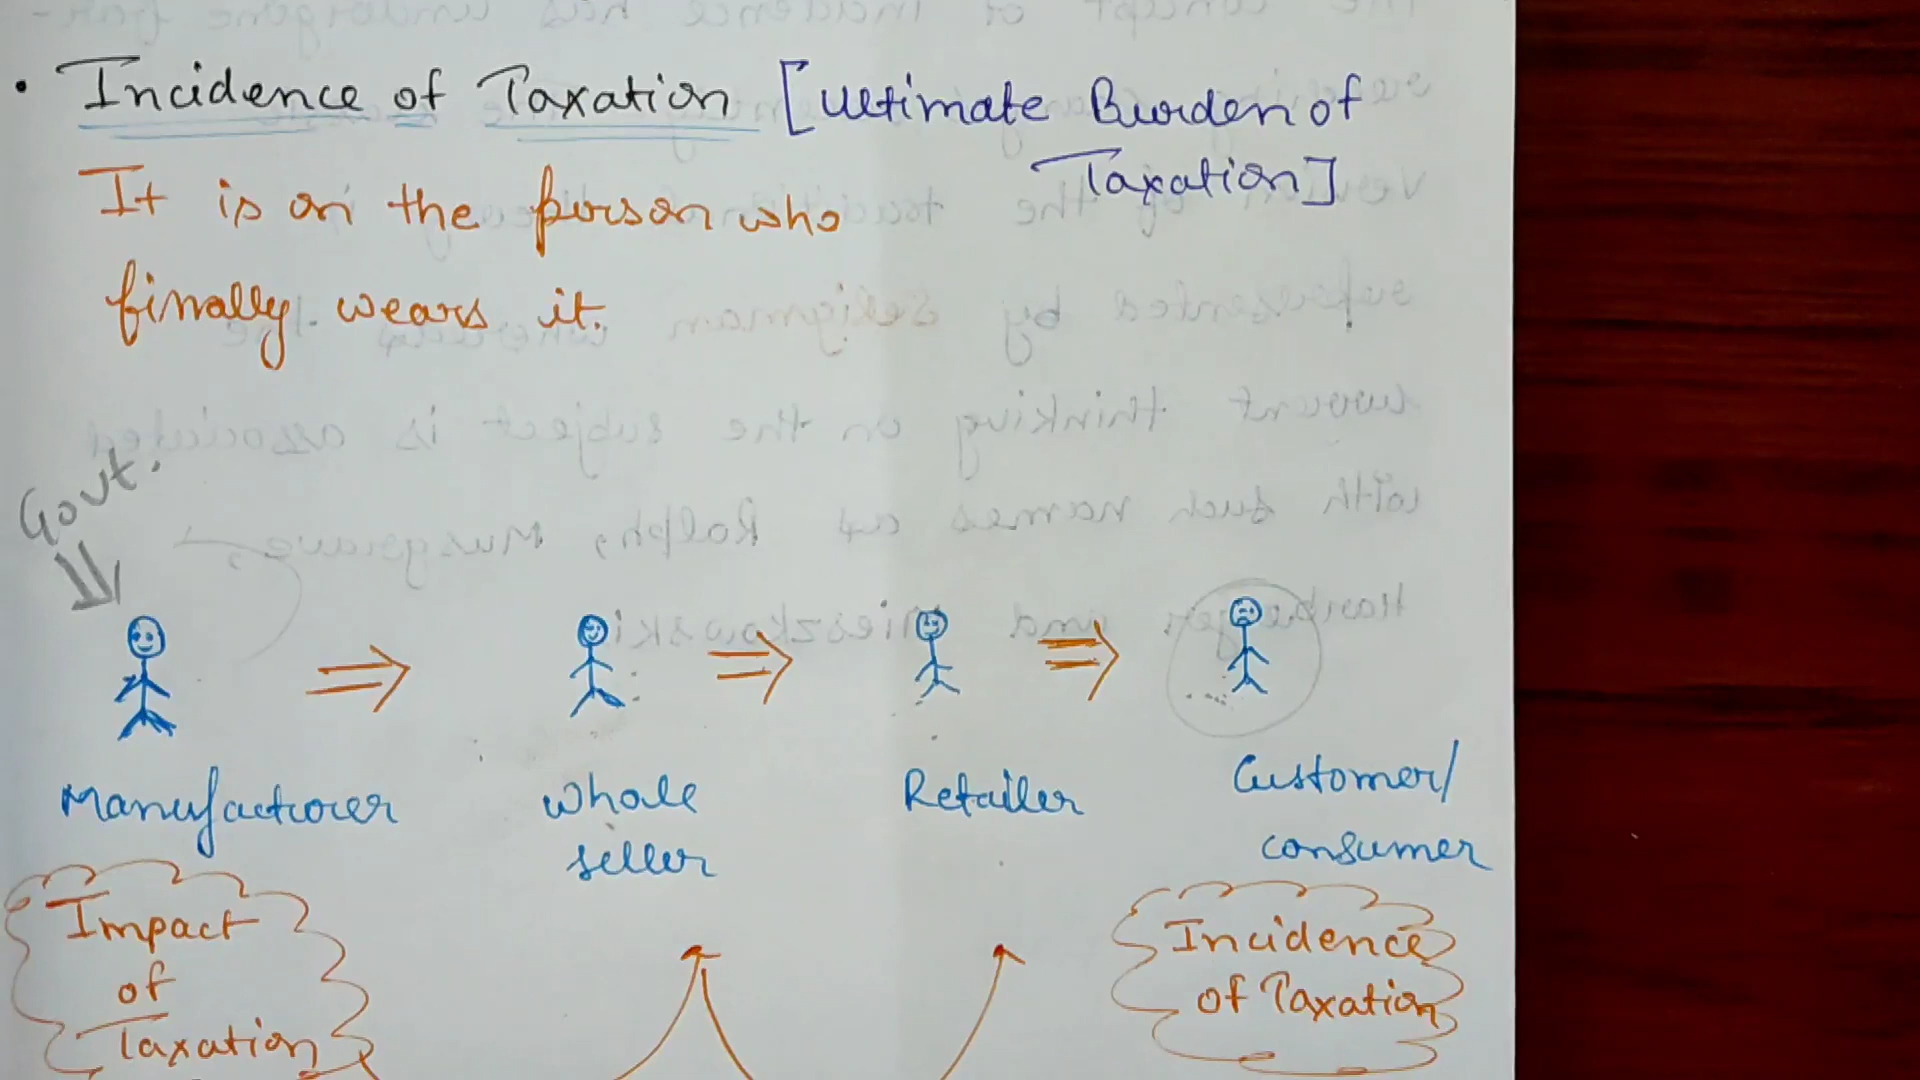 • Incidence of Taxation [Ultimate Burden of
Taxation]
It is on the person who
finally wears it.
Govt.
Manufacturer
Whole
seller
Retailer
Customer/
consumer
Impact
of
Taxation
Incidence
of Taxation